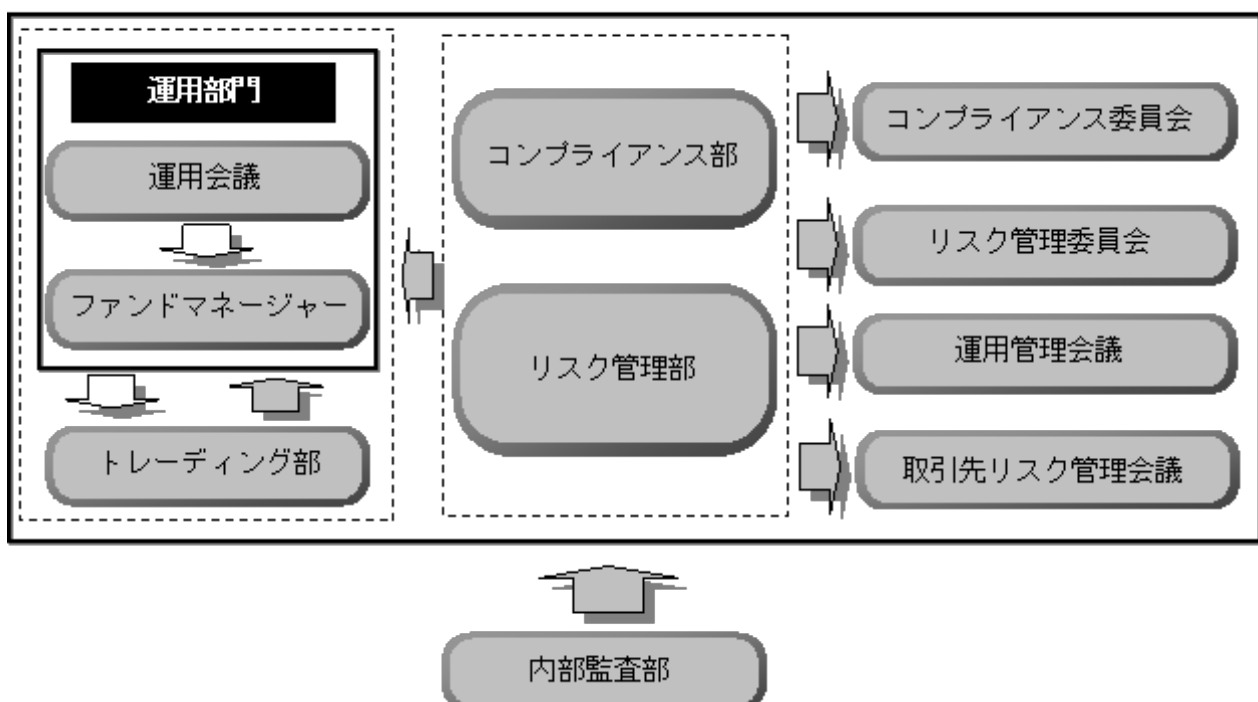 運用部門
運用会議
ファンドマネージャー
トレーディング部
コンプライアンス部
リスク管理部
コンプライアンス委員会
リスク管理委員会
運用管理会議
取引先リスク管理会議
内部監査部